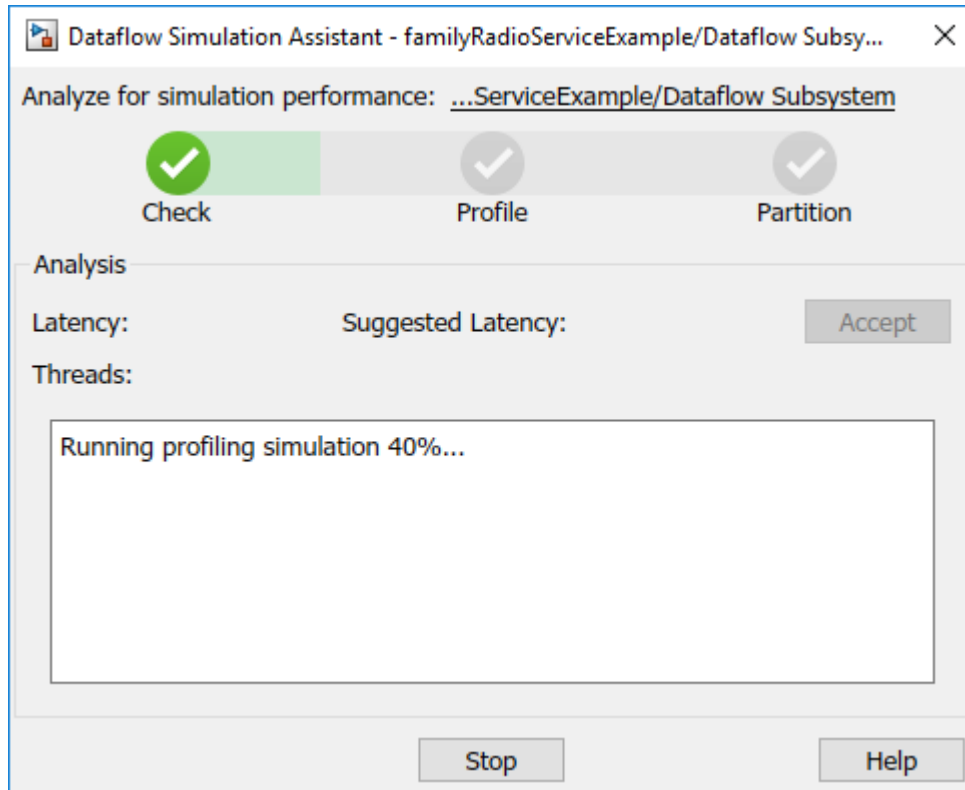 Dataflow Simulation Assistant - familyRadioServiceExample/Dataflow Subsy...
Analyze for simulation performance: ...ServiceExample/Dataflow Subsystem
Check Profile Partition
Analysis
Latency: Suggested Latency: Accept
Threads:
Running profiling simulation 40%...
Stop Help